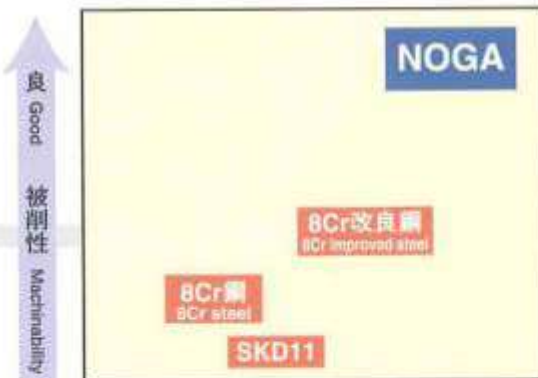 良 Good
被削性 Machinability
NOGA
8Cr改良鋼
8Cr improved steel
8Cr鋼
8Cr steel
SKD11